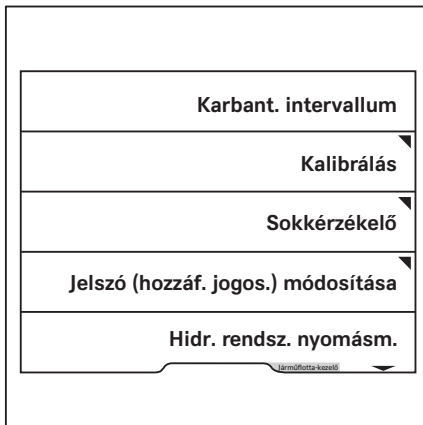 Karbant. intervallum
Kalibrálás
Sokkérzékelő
Jelszó (hozzáf. jogos.) módosítása
Hidr. rendsz. nyomásm.
Járműflotta-kezelő